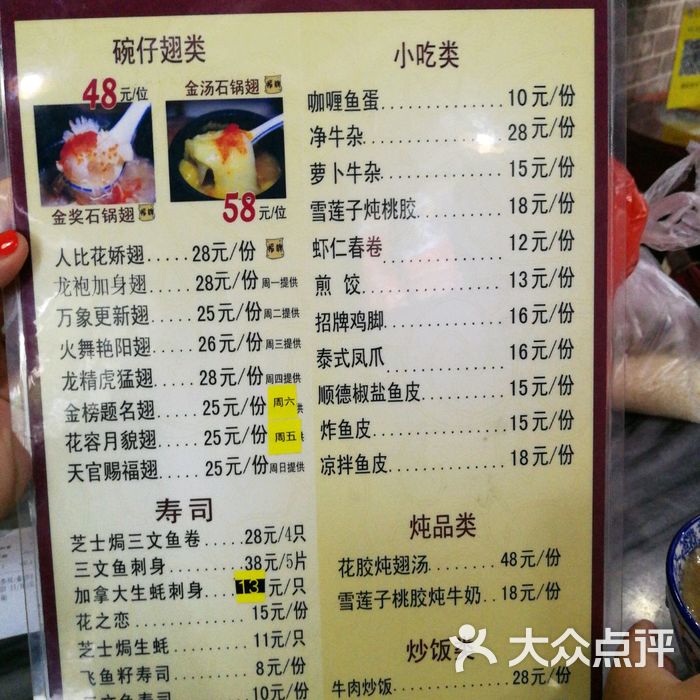 碗仔翅类
48元/位
金汤石锅翅
金奖石锅翅
58元/位
人比花娇翅.....28元/份
龙袍加身翅......28元/份周一提供
万象更新翅.....25元/份周二提供
火舞艳阳翅.....26元/份周三提供
龙精虎猛翅.....28元/份周四提供
金榜题名翅.....25元/份 周六供
花容月貌翅.....25元/份 周五
天官赐福翅.....25元/份周日提供
寿司
芝士焗三文鱼卷.....28元/4只
三文鱼刺身..........38元/5片
加拿大生蚝刺身....13元/只
花之恋...............15元/份
芝士焗生蚝..........11元/只
飞鱼籽寿司..........8元/份
三文鱼寿司..........10元/份
小吃类
咖喱鱼蛋..............10元/份
净牛杂.................28元/份
萝卜牛杂..............15元/份
雪莲子炖桃胶........18元/份
虾仁春卷..............12元/份
煎 饺..................13元/份
招牌鸡脚..............16元/份
泰式凤爪..............16元/份
顺德椒盐鱼皮........15元/份
炸鱼皮.................15元/份
凉拌鱼皮..............18元/份
炖品类
花胶炖翅汤.......48元/份
雪莲子桃胶炖牛奶..18元/份
炒饭类
牛肉炒饭............28元/份
大众点评